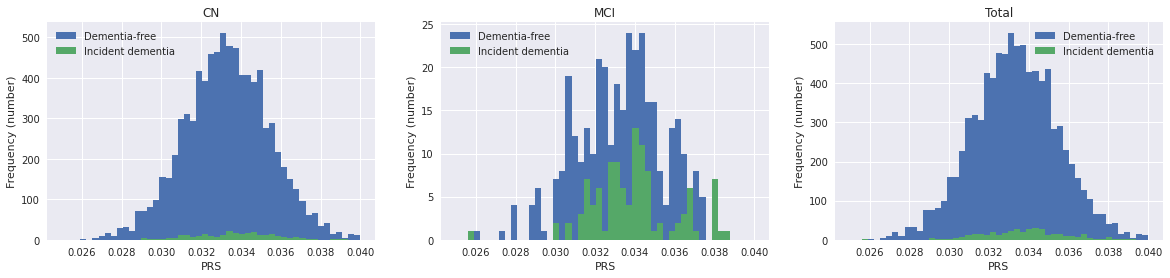 CN
Frequency (number)
500
400
300
200
100
0
Dementia-free
Incident dementia
0.026 0.028 0.030 0.032 0.034 0.036 0.038 0.040
PRS
MCI
Frequency (number)
25
20
15
10
5
0
Dementia-free
Incident dementia
0.026 0.028 0.030 0.032 0.034 0.036 0.038 0.040
PRS
Total
Frequency (number)
500
400
300
200
100
0
Dementia-free
Incident dementia
0.026 0.028 0.030 0.032 0.034 0.036 0.038 0.040
PRS